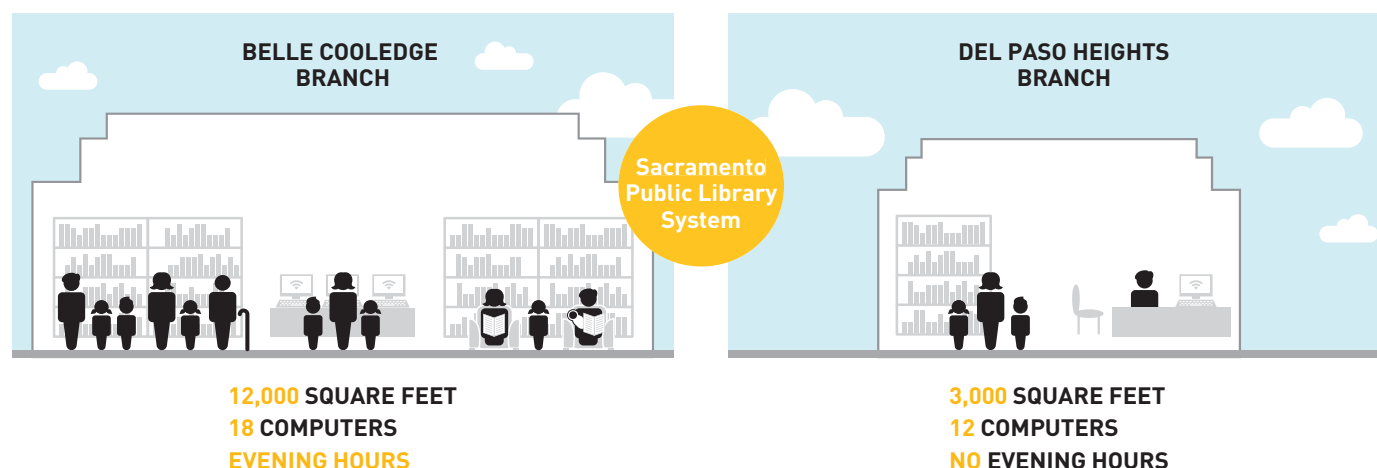 BELLE COOLEDGE
BRANCH
12,000 SQUARE FEET
18 COMPUTERS
EVENING HOURS
Sacramento
Public Library
System
DEL PASO HEIGHTS
BRANCH
3,000 SQUARE FEET
12 COMPUTERS
NO EVENING HOURS